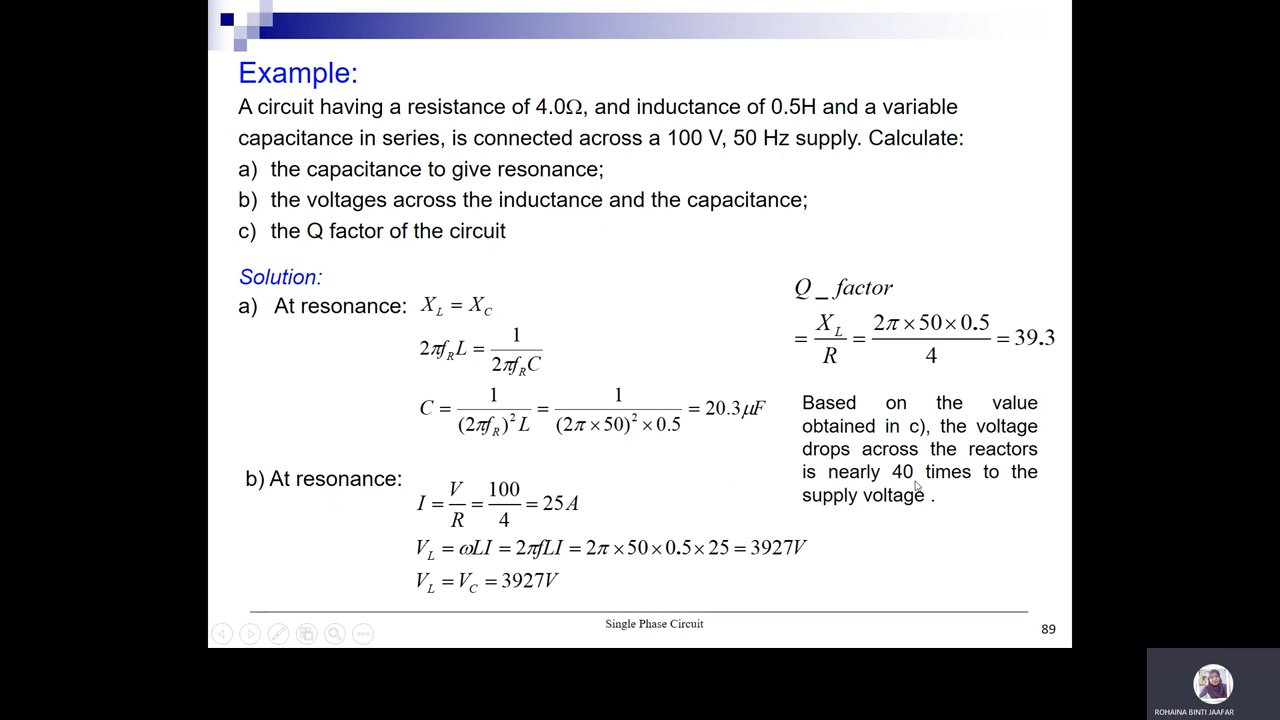 Example:
A circuit having a resistance of 4.0Ω, and inductance of 0.5H and a variable
capacitance in series, is connected across a 100 V, 50 Hz supply. Calculate:
a) the capacitance to give resonance;
b) the voltages across the inductance and the capacitance;
c) the Q factor of the circuit
Solution:
a) At resonance: X_L = X_C
2πf_R L = 1 / (2πf_R C)
C = 1 / ((2πf_R)² L) = 1 / ((2π × 50)² × 0.5) = 20.3μF
b) At resonance:
I = V / R = 100 / 4 = 25A
V_L = ωLI = 2πfLI = 2π × 50 × 0.5 × 25 = 3927V
V_L = V_C = 3927V
Q _ factor
= X_L / R = (2π × 50 × 0.5) / 4 = 39.3
Based on the value
obtained in c), the voltage
drops across the reactors
is nearly 40 times to the
supply voltage .
Single Phase Circuit
89
ROHAINA BINTI JAAFAR